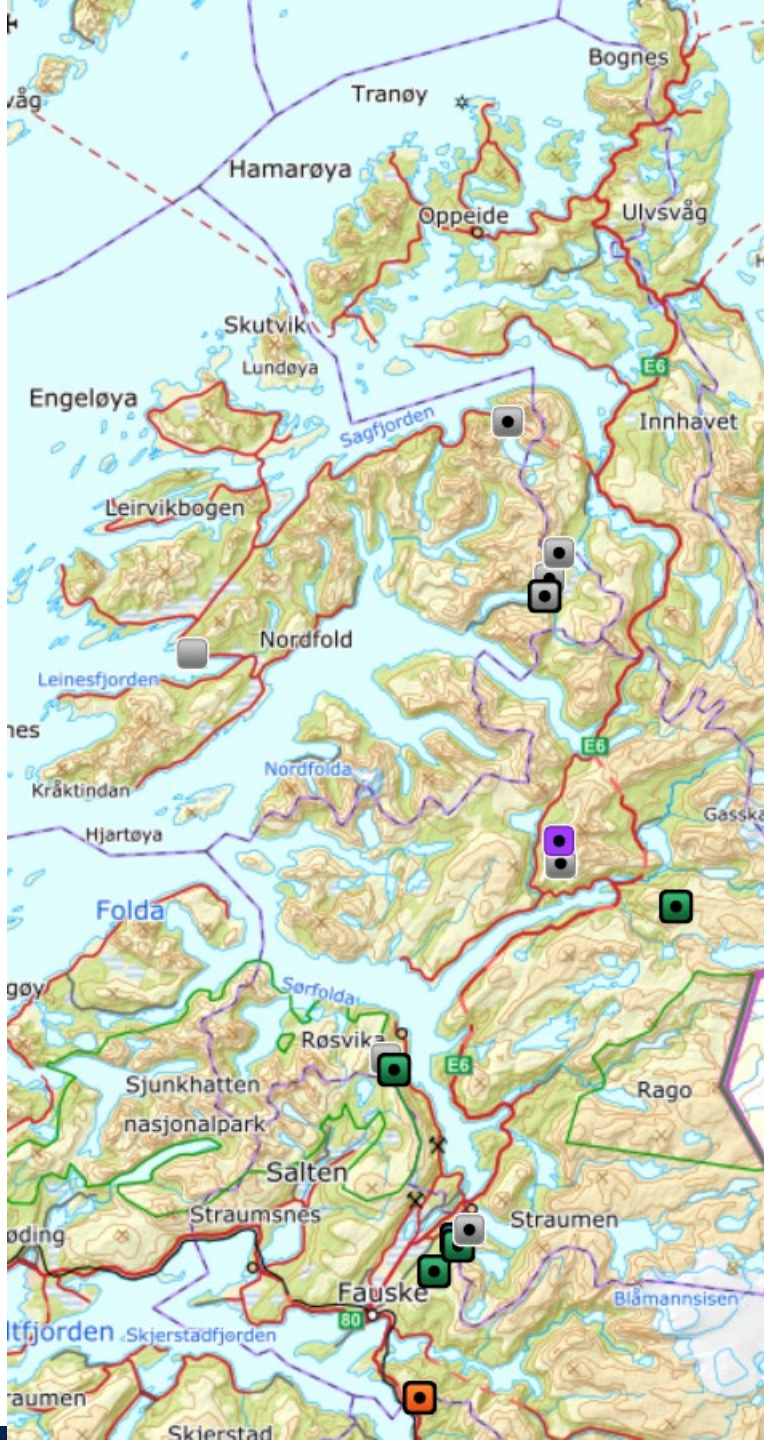 Bognes
Tranøy
våg
Hamarøya
Oppeide
Ulvsvåg
Skutvik
Lundøya
E6
Engeløya
Sagfjorden
Innhavet
Leirvikbogen
Nordfold
Leinesfjorden
nes
E6
Nordfolda
Kråktindan
Gasska
Hjartøya
Folda
Sørfolda
gøy
Røsvika
E6
Sjunkhatten
nasjonalpark
Rago
Salten
Straumsnes
Straumen
øding
Fauske
Blåmannsisen
80
ltfjorden
Skjerstadfjorden
raumen
Skjerstad